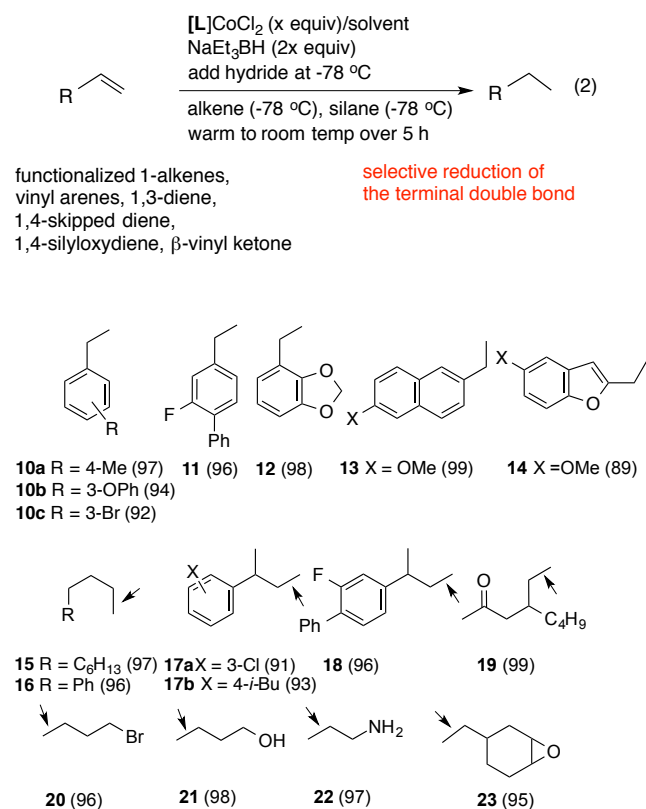 [L]CoCl2 (x equiv)/solvent
NaEt3BH (2x equiv)
add hydride at -78 ºC
R
R
(2)
alkene (-78 ºC), silane (-78 ºC)
warm to room temp over 5 h
functionalized 1-alkenes,
vinyl arenes, 1,3-diene,
1,4-skipped diene,
1,4-silyloxydiene, β-vinyl ketone
selective reduction of
the terminal double bond
R
F
Ph
O
O
X
X
O
10a R = 4-Me (97)
10b R = 3-OPh (94)
10c R = 3-Br (92)
11 (96)
12 (98)
13 X = OMe (99)
14 X =OMe (89)
R
X
F
Ph
O
C4H9
15 R = C6H13 (97)
16 R = Ph (96)
17aX = 3-Cl (91)
17b X = 4-i-Bu (93)
18 (96)
19 (99)
Br
OH
NH2
O
20 (96)
21 (98)
22 (97)
23 (95)